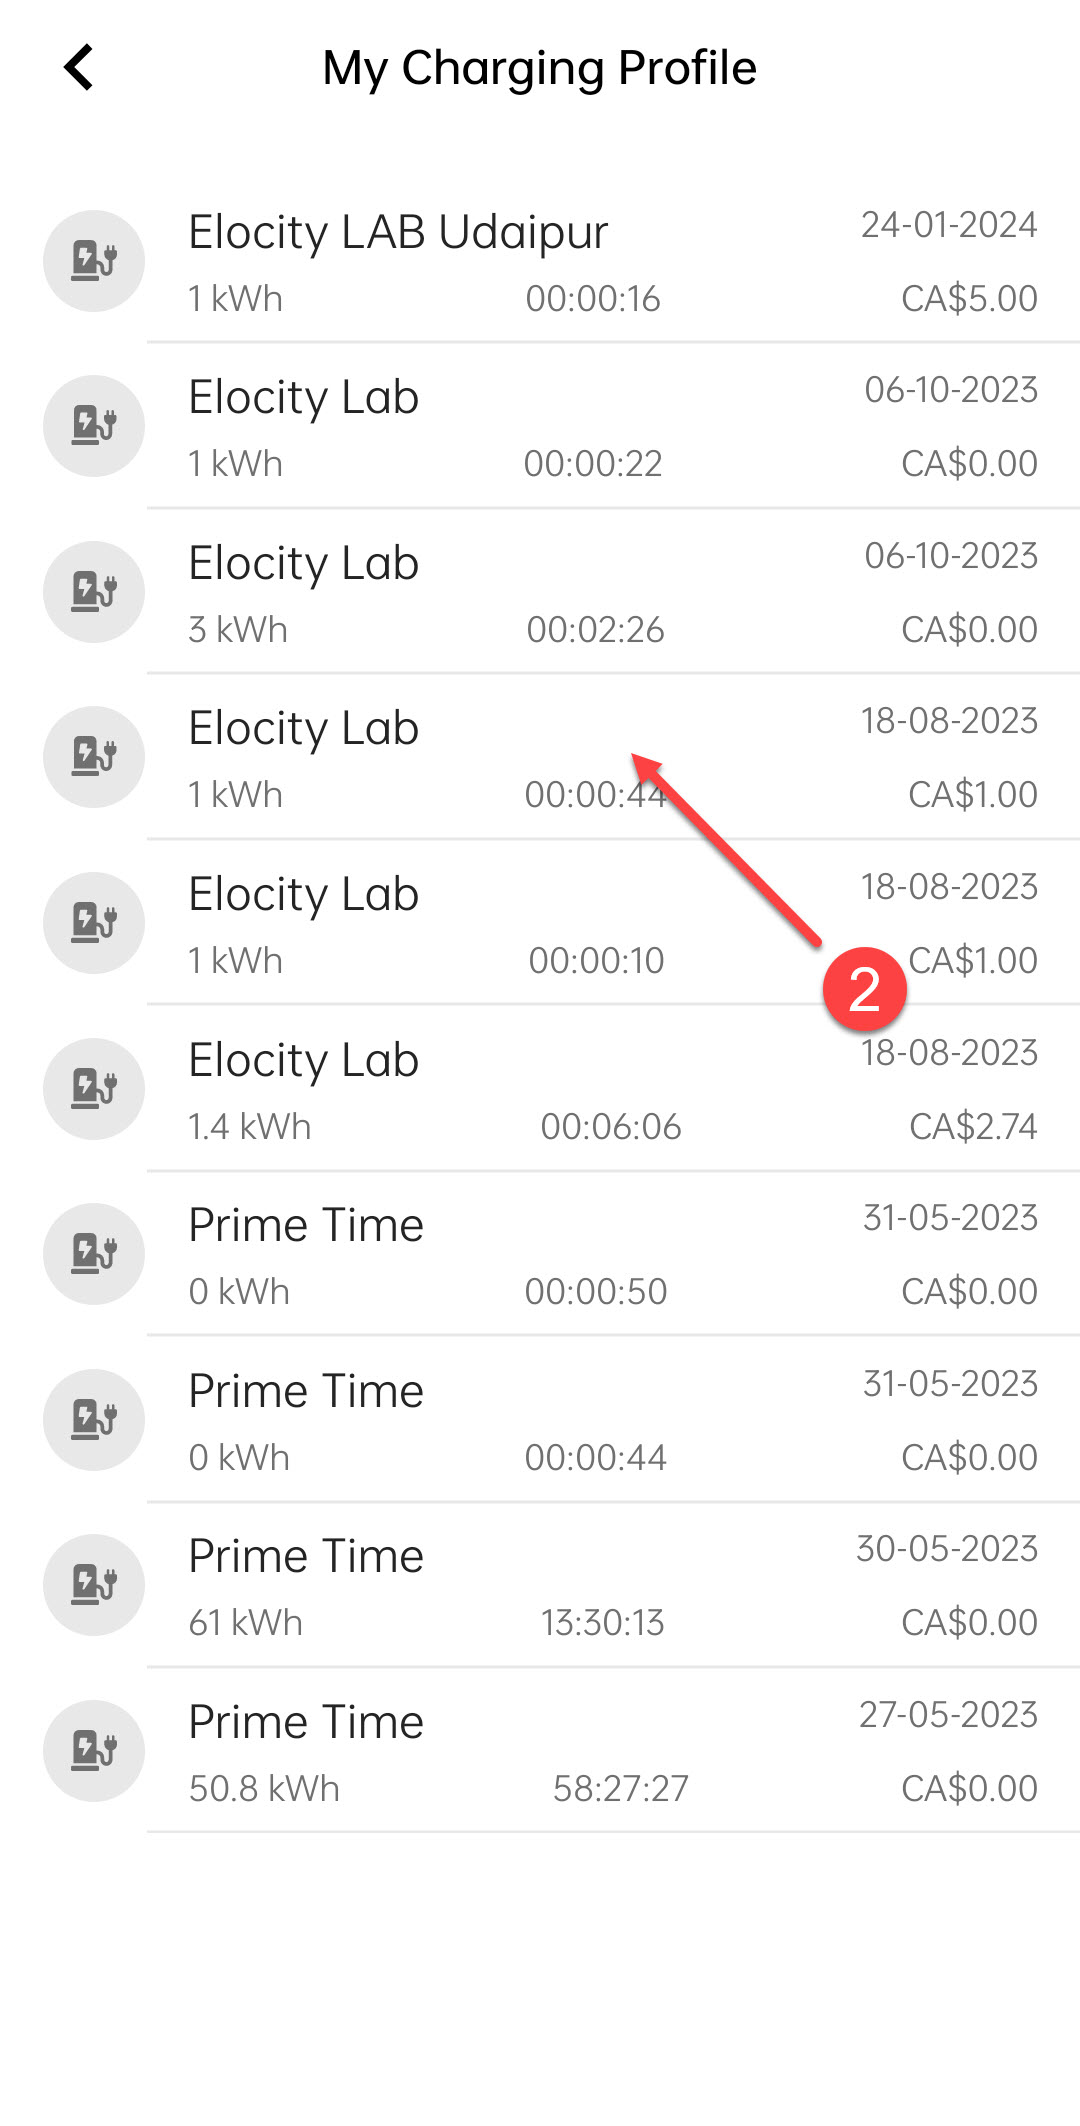 My Charging Profile
Elocity LAB Udaipur 24-01-2024
1 kWh 00:00:16 CA$5.00
Elocity Lab 06-10-2023
1 kWh 00:00:22 CA$0.00
Elocity Lab 06-10-2023
3 kWh 00:02:26 CA$0.00
Elocity Lab 18-08-2023
1 kWh 00:00:44 CA$1.00
Elocity Lab 18-08-2023
1 kWh 00:00:10 CA$1.00
2
Elocity Lab 18-08-2023
1.4 kWh 00:06:06 CA$2.74
Prime Time 31-05-2023
0 kWh 00:00:50 CA$0.00
Prime Time 31-05-2023
0 kWh 00:00:44 CA$0.00
Prime Time 30-05-2023
61 kWh 13:30:13 CA$0.00
Prime Time 27-05-2023
50.8 kWh 58:27:27 CA$0.00